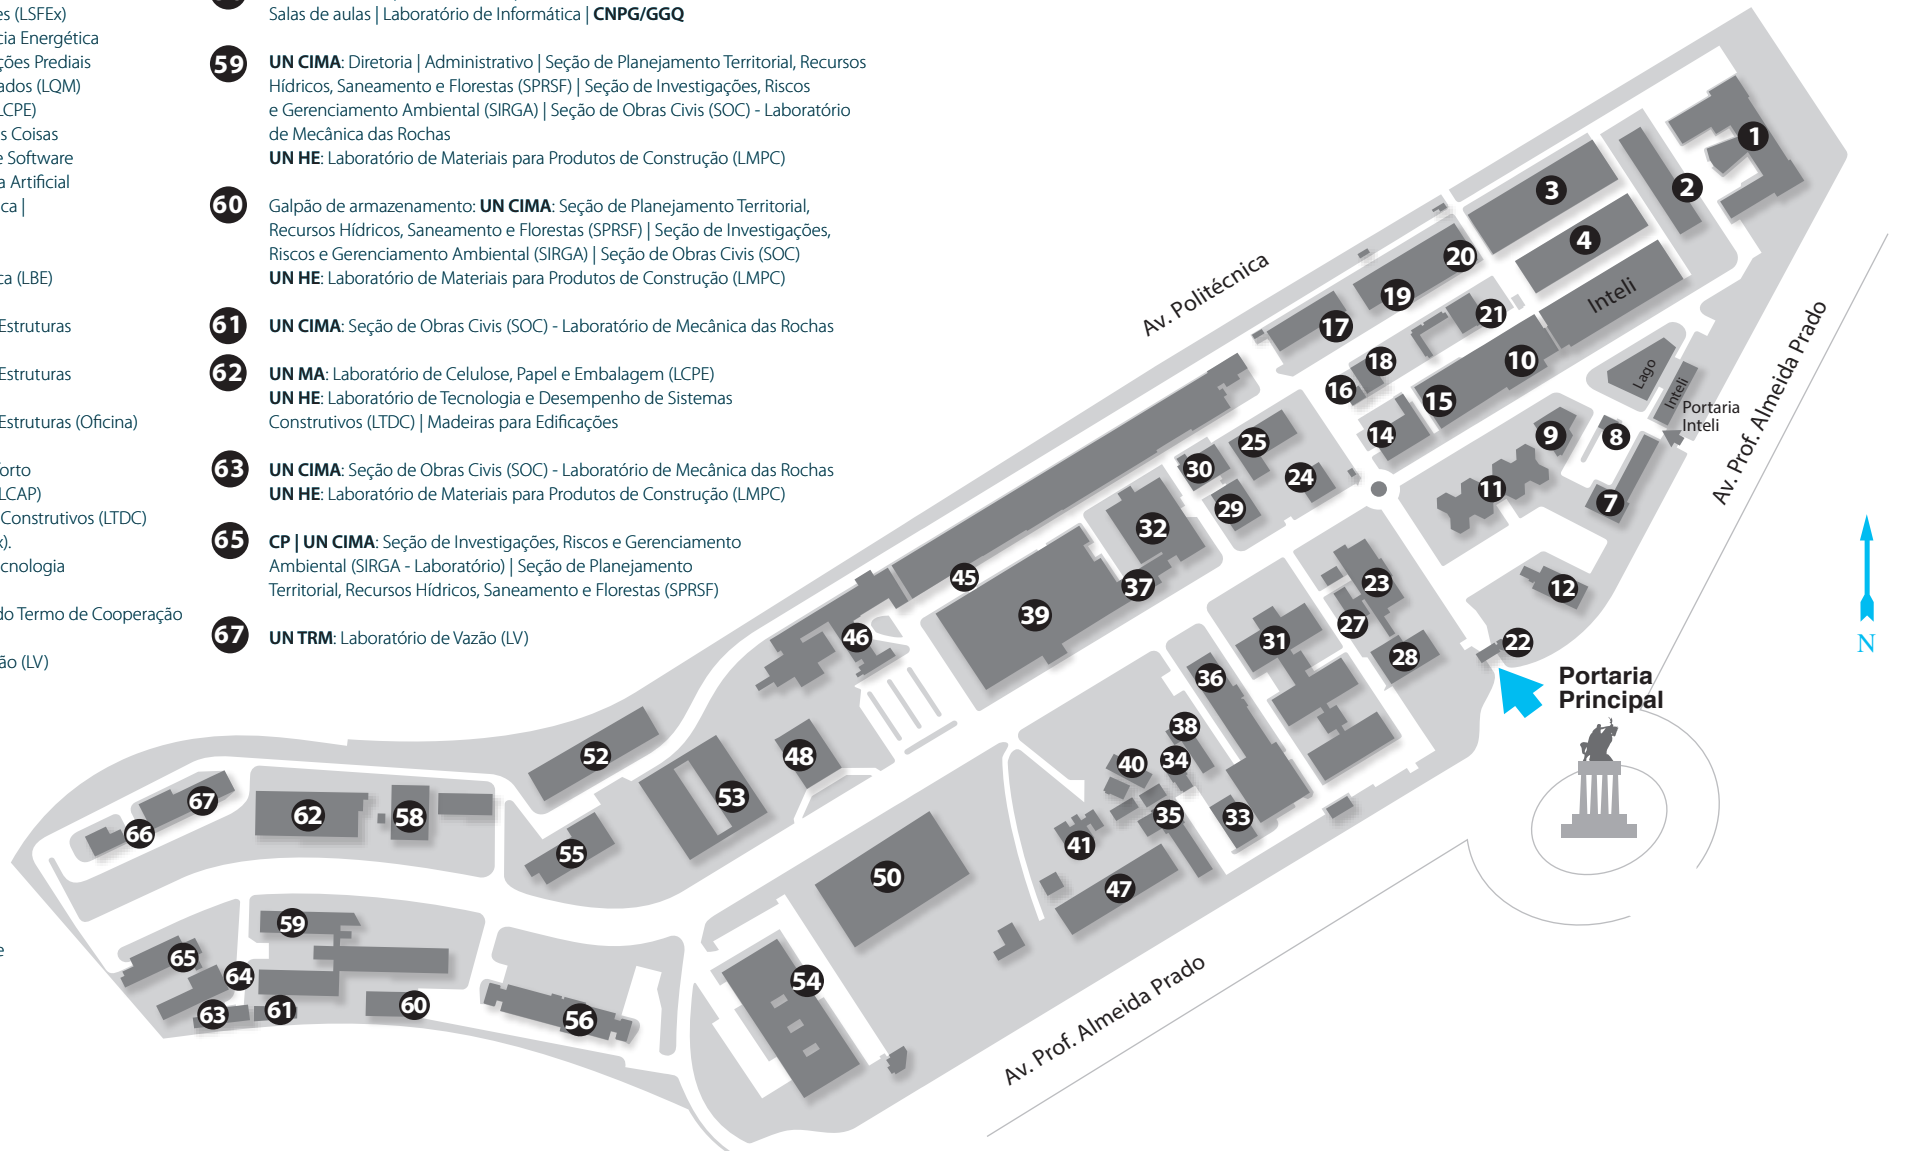 es (LSFEx)
cia Energética
ções Prediais
ados (LQM)
LCPE)
s Coisas
e Software
a Artificial
ica |
ca (LBE)
Estruturas
Estruturas
Estruturas (Oficina)
orto
LCAP)
Construtivos (LTDC)
x).
cnologia
do Termo de Cooperação
ão (LV)
e
Salas de aulas | Laboratório de Informática | CNPG/GGQ
59 UN CIMA: Diretoria | Administrativo | Seção de Planejamento Territorial, Recursos
Hídricos, Saneamento e Florestas (SPRSF) | Seção de Investigações, Riscos
e Gerenciamento Ambiental (SIRGA) | Seção de Obras Civis (SOC) - Laboratório
de Mecânica das Rochas
UN HE: Laboratório de Materiais para Produtos de Construção (LMPC)
60 Galpão de armazenamento: UN CIMA: Seção de Planejamento Territorial,
Recursos Hídricos, Saneamento e Florestas (SPRSF) | Seção de Investigações,
Riscos e Gerenciamento Ambiental (SIRGA) | Seção de Obras Civis (SOC)
UN HE: Laboratório de Materiais para Produtos de Construção (LMPC)
61 UN CIMA: Seção de Obras Civis (SOC) - Laboratório de Mecânica das Rochas
62 UN MA: Laboratório de Celulose, Papel e Embalagem (LCPE)
UN HE: Laboratório de Tecnologia e Desempenho de Sistemas
Construtivos (LTDC) | Madeiras para Edificações
63 UN CIMA: Seção de Obras Civis (SOC) - Laboratório de Mecânica das Rochas
UN HE: Laboratório de Materiais para Produtos de Construção (LMPC)
65 CP | UN CIMA: Seção de Investigações, Riscos e Gerenciamento
Ambiental (SIRGA - Laboratório) | Seção de Planejamento
Territorial, Recursos Hídricos, Saneamento e Florestas (SPRSF)
67 UN TRM: Laboratório de Vazão (LV)
Av. Politécnica
1
2
3
4
Inteli
20
19
17
21
18
16
10
15
14
Lago
Inteli
Portaria
Inteli
Av. Prof. Almeida Prado
9
8
7
11
12
22
N
Portaria
Principal
25
30
24
29
32
37
45
39
46
23
27
28
31
36
38
34
40
35
33
41
47
52
48
53
50
55
67
66
62
58
59
65
64
63
61
60
56
54
Av. Prof. Almeida Prado